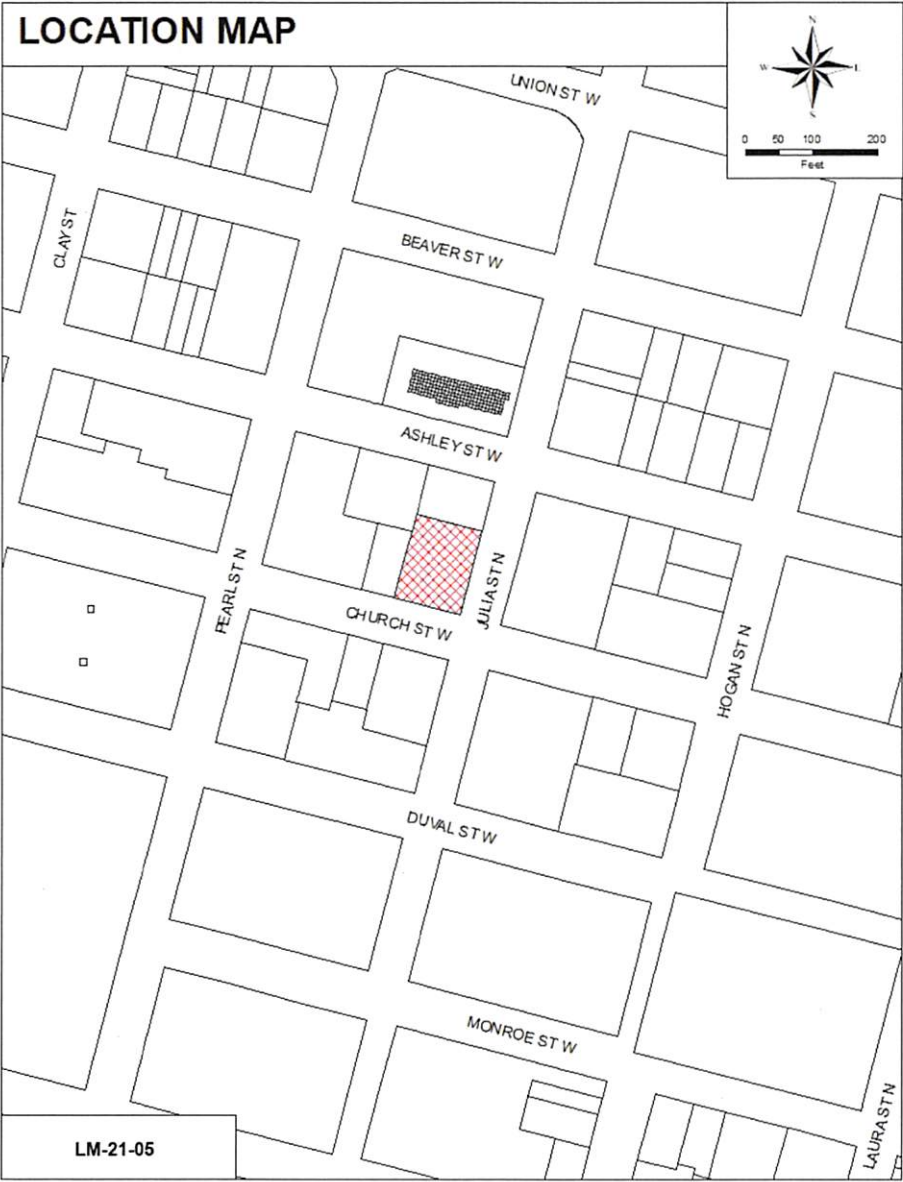 LOCATION MAP
N
W E
S
0 50 100 200
Feet
UNION ST W
CLAY ST
BEAVER ST W
ASHLEY ST W
PEARL ST N
JULIA ST N
CHURCH ST W
HOGAN ST N
DUVAL ST W
MONROE ST W
LAURA ST N
LM-21-05